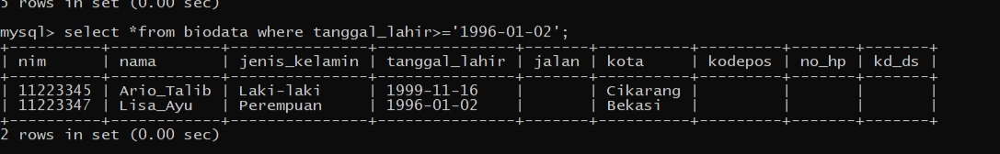 5 rows in set (0.00 sec)
mysql> select *from biodata where tanggal_lahir>='1996-01-02';
+----------+------------+---------------+---------------+-------+----------+---------+-------+-------+
| nim | nama | jenis_kelamin | tanggal_lahir | jalan | kota | kodepos | no_hp | kd_ds |
+----------+------------+---------------+---------------+-------+----------+---------+-------+-------+
| 11223345 | Ario_Talib | Laki-laki | 1999-11-16 | | Cikarang | | | |
| 11223347 | Lisa_Ayu | Perempuan | 1996-01-02 | | Bekasi | | | |
+----------+------------+---------------+---------------+-------+----------+---------+-------+-------+
2 rows in set (0.00 sec)